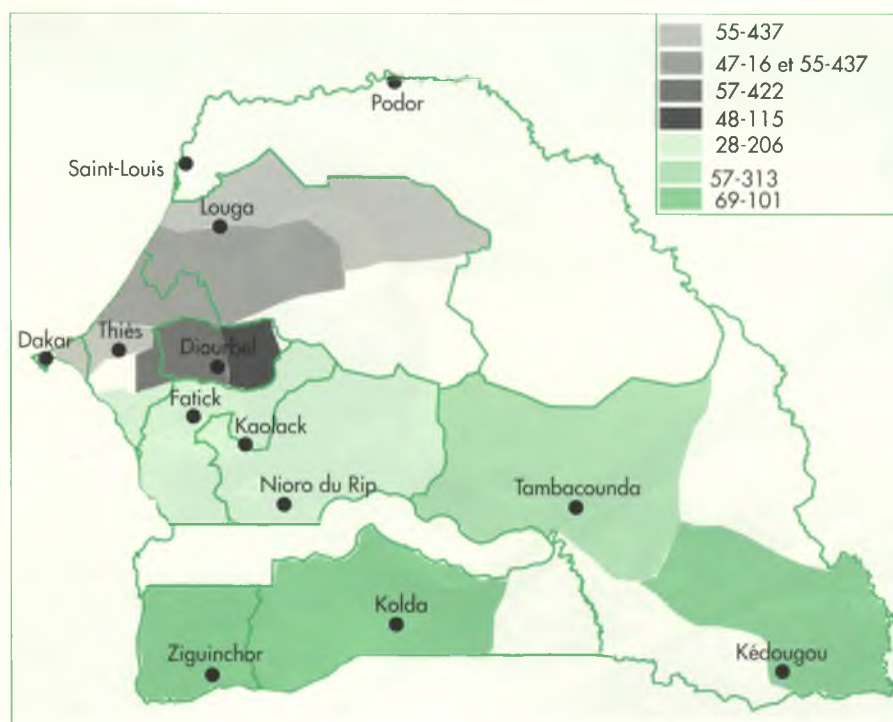 55-437
47-16 et 55-437
57-422
48-115
28-206
57-313
69-101
Podor
Saint-Louis
Louga
Dakar
Thiès
Diourbel
Fatick
Kaolack
Nioro du Rip
Tambacounda
Kolda
Ziguinchor
Kédougou